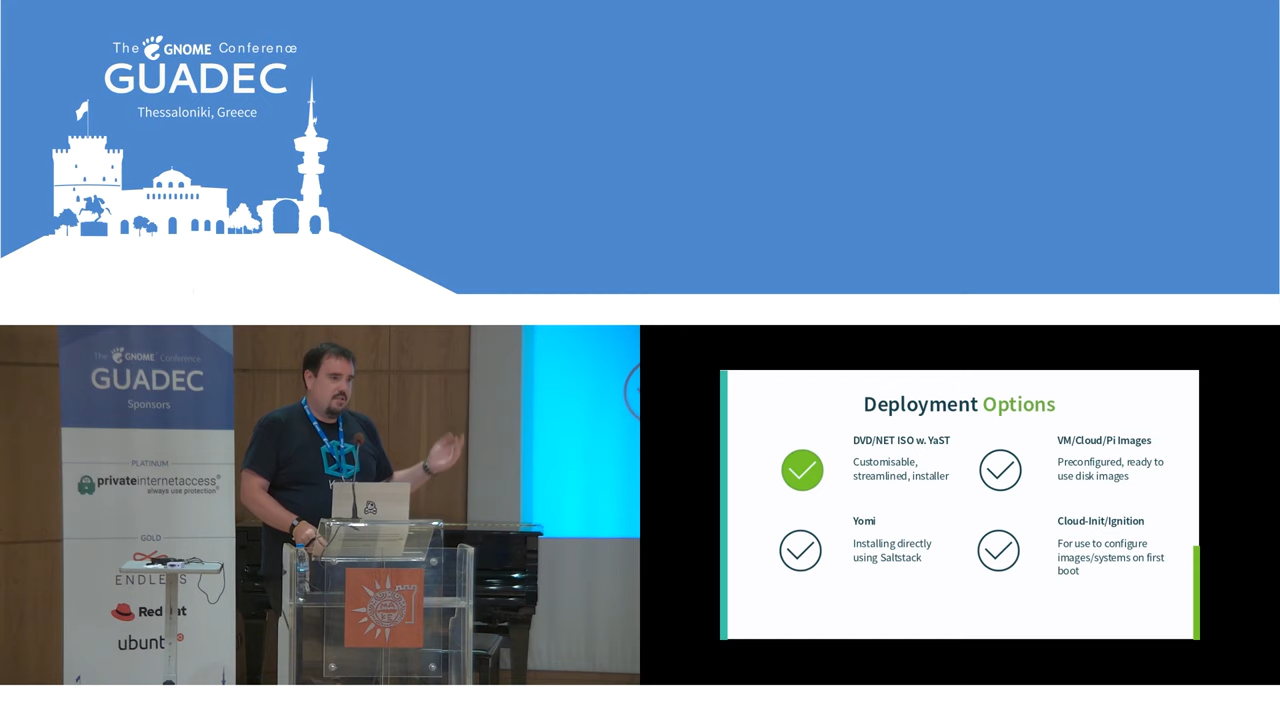 The GNOME Conference
GUADEC
Thessaloniki, Greece
The GNOME Conference
GUADEC
Sponsors
PLATINUM
privateinternetaccess
always use protection
GOLD
ENDLESS
Red Hat
ubuntu
Deployment Options
DVD/NET ISO w. YaST
Customisable,
streamlined, installer
VM/Cloud/Pi Images
Preconfigured, ready to
use disk images
Yomi
Installing directly
using Saltstack
Cloud-Init/Ignition
For use to configure
images/systems on first
boot